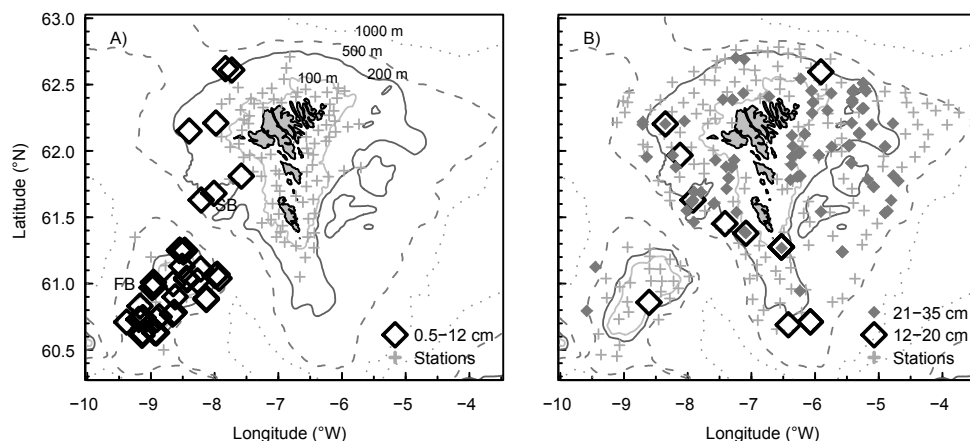 A)
1000 m
500 m
200 m
100 m
SB
FB
0.5−12 cm
Stations
63.0
62.5
62.0
61.5
61.0
60.5
Latitude (°N)
−10 −9 −8 −7 −6 −5 −4
Longitude (°W)
B)
21−35 cm
12−20 cm
Stations
−10 −9 −8 −7 −6 −5 −4
Longitude (°W)